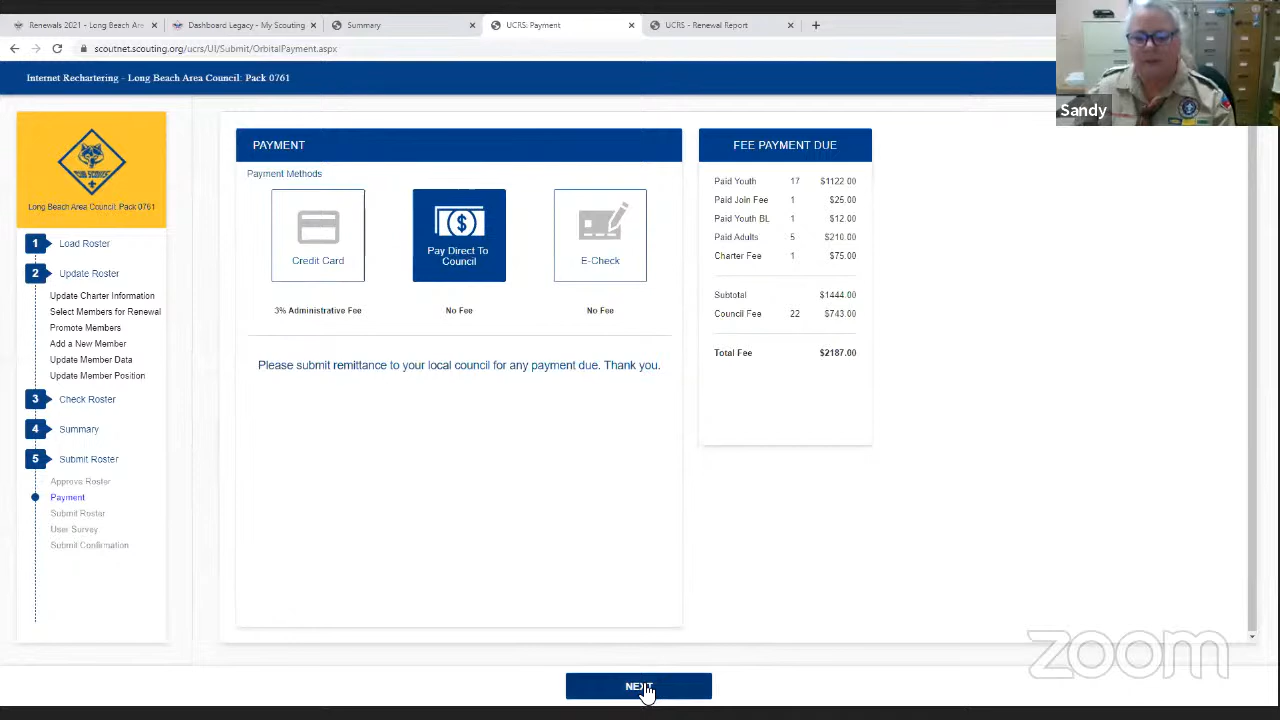 Renewals 2021 - Long Beach Are
Dashboard Legacy - My Scouting
Summary
UCRS: Payment
UCRS - Renewal Report
scoutnet.scouting.org/ucrs/UI/Submit/OrbitalPayment.aspx
Internet Rechartering - Long Beach Area Council: Pack 0761
Sandy
CUB SCOUTS
Long Beach Area Council: Pack 0761
1 Load Roster
2 Update Roster
Update Charter Information
Select Members for Renewal
Promote Members
Add a New Member
Update Member Data
Update Member Position
3 Check Roster
4 Summary
5 Submit Roster
Approve Roster
Payment
Submit Roster
User Survey
Submit Confirmation
PAYMENT
Payment Methods
Credit Card
Pay Direct To
Council
E-Check
3% Administrative Fee
No Fee
No Fee
Please submit remittance to your local council for any payment due. Thank you.
FEE PAYMENT DUE
Paid Youth 17 $1122.00
Paid Join Fee 1 $25.00
Paid Youth BL 1 $12.00
Paid Adults 5 $210.00
Charter Fee 1 $75.00
Subtotal $1444.00
Council Fee 22 $743.00
Total Fee $2187.00
NEXT
zoom